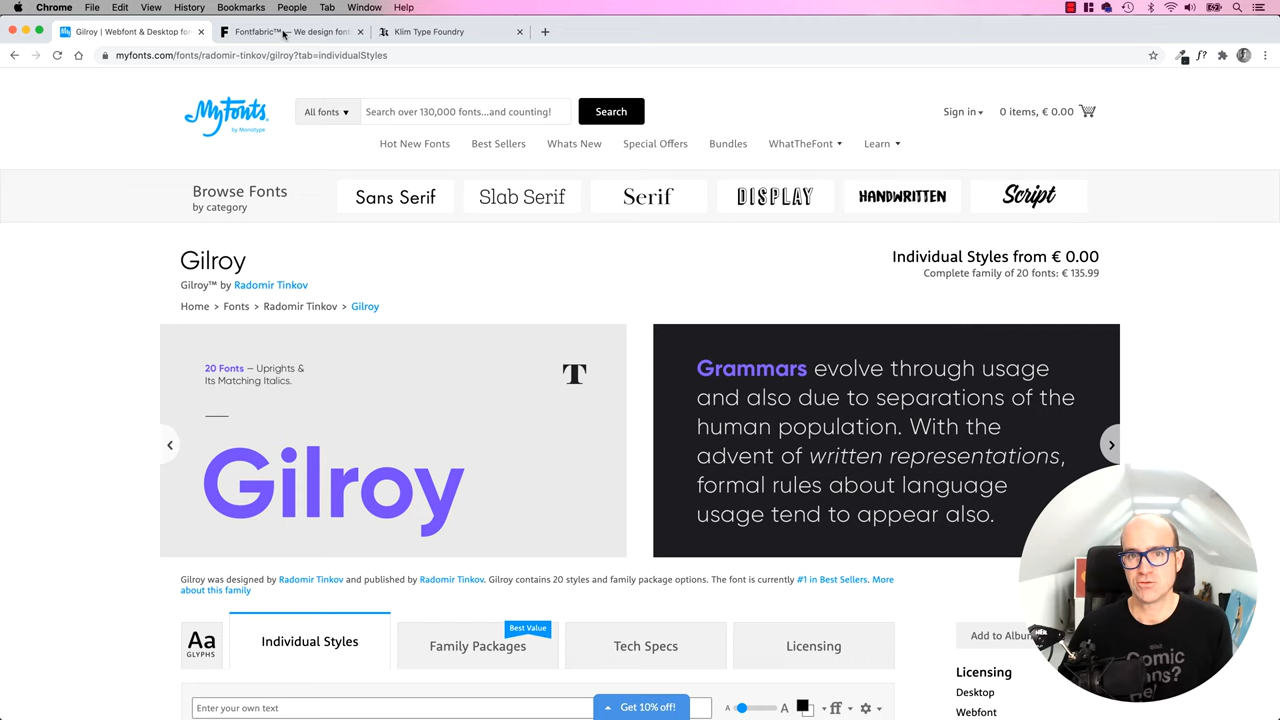 Chrome File Edit View History Bookmarks People Tab Window Help
Gilroy | Webfont & Desktop fon
Fontfabric™ — We design font
Klim Type Foundry
myfonts.com/fonts/radomir-tinkov/gilroy?tab=individualStyles
MyFonts
by Monotype
All fonts
Search over 130,000 fonts...and counting!
Search
Sign in
0 items, € 0.00
Hot New Fonts
Best Sellers
Whats New
Special Offers
Bundles
WhatTheFont
Learn
Browse Fonts
by category
Sans Serif
Slab Serif
Serif
DISPLAY
HANDWRITTEN
Script
Gilroy
Gilroy™ by Radomir Tinkov
Home > Fonts > Radomir Tinkov > Gilroy
Individual Styles from € 0.00
Complete family of 20 fonts: € 135.99
20 Fonts – Uprights &
Its Matching Italics.
T
Gilroy
Grammars evolve through usage
and also due to separations of the
human population. With the
advent of written representations,
formal rules about language
usage tend to appear also.
Gilroy was designed by Radomir Tinkov and published by Radomir Tinkov. Gilroy contains 20 styles and family package options. The font is currently #1 in Best Sellers. More
about this family
Aa
GLYPHS
Individual Styles
Best Value
Family Packages
Tech Specs
Licensing
Add to Albu
Licensing
Desktop
Webfont
Enter your own text
Get 10% off!
A
A
ff
Comic
ans?